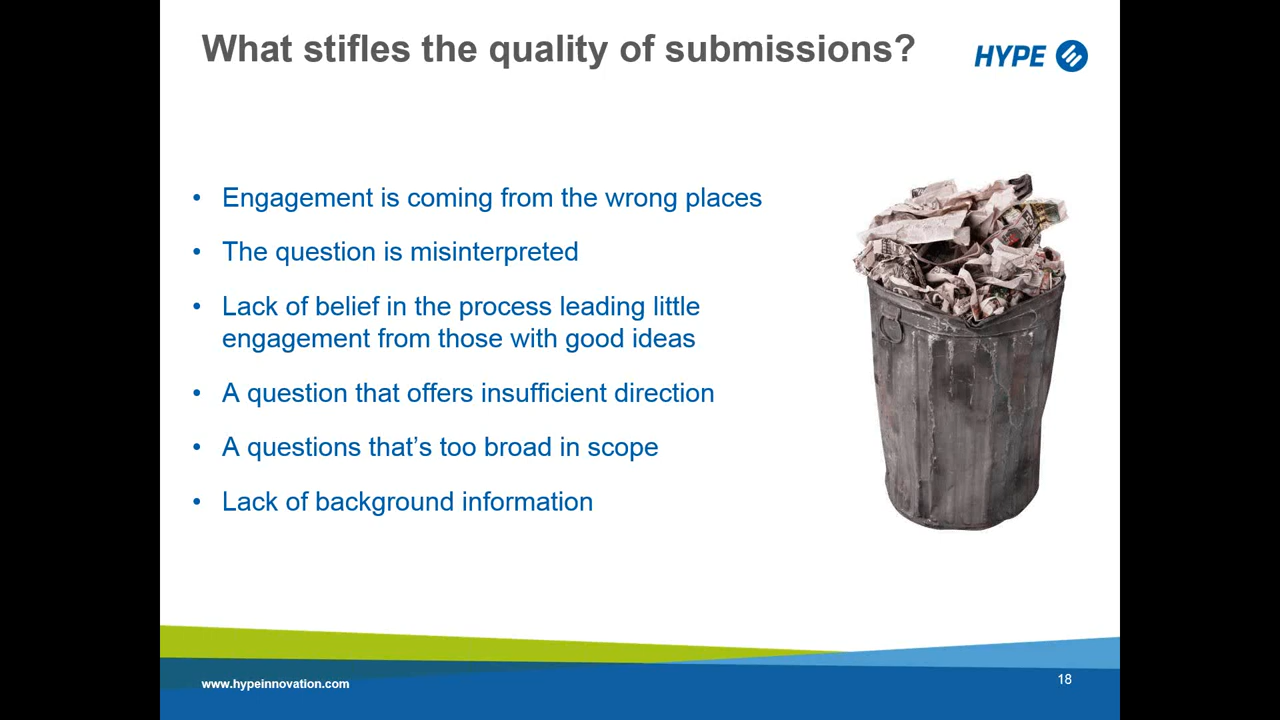 What stifles the quality of submissions?
HYPE
• Engagement is coming from the wrong places
• The question is misinterpreted
• Lack of belief in the process leading little
engagement from those with good ideas
• A question that offers insufficient direction
• A questions that’s too broad in scope
• Lack of background information
www.hypeinnovation.com
18